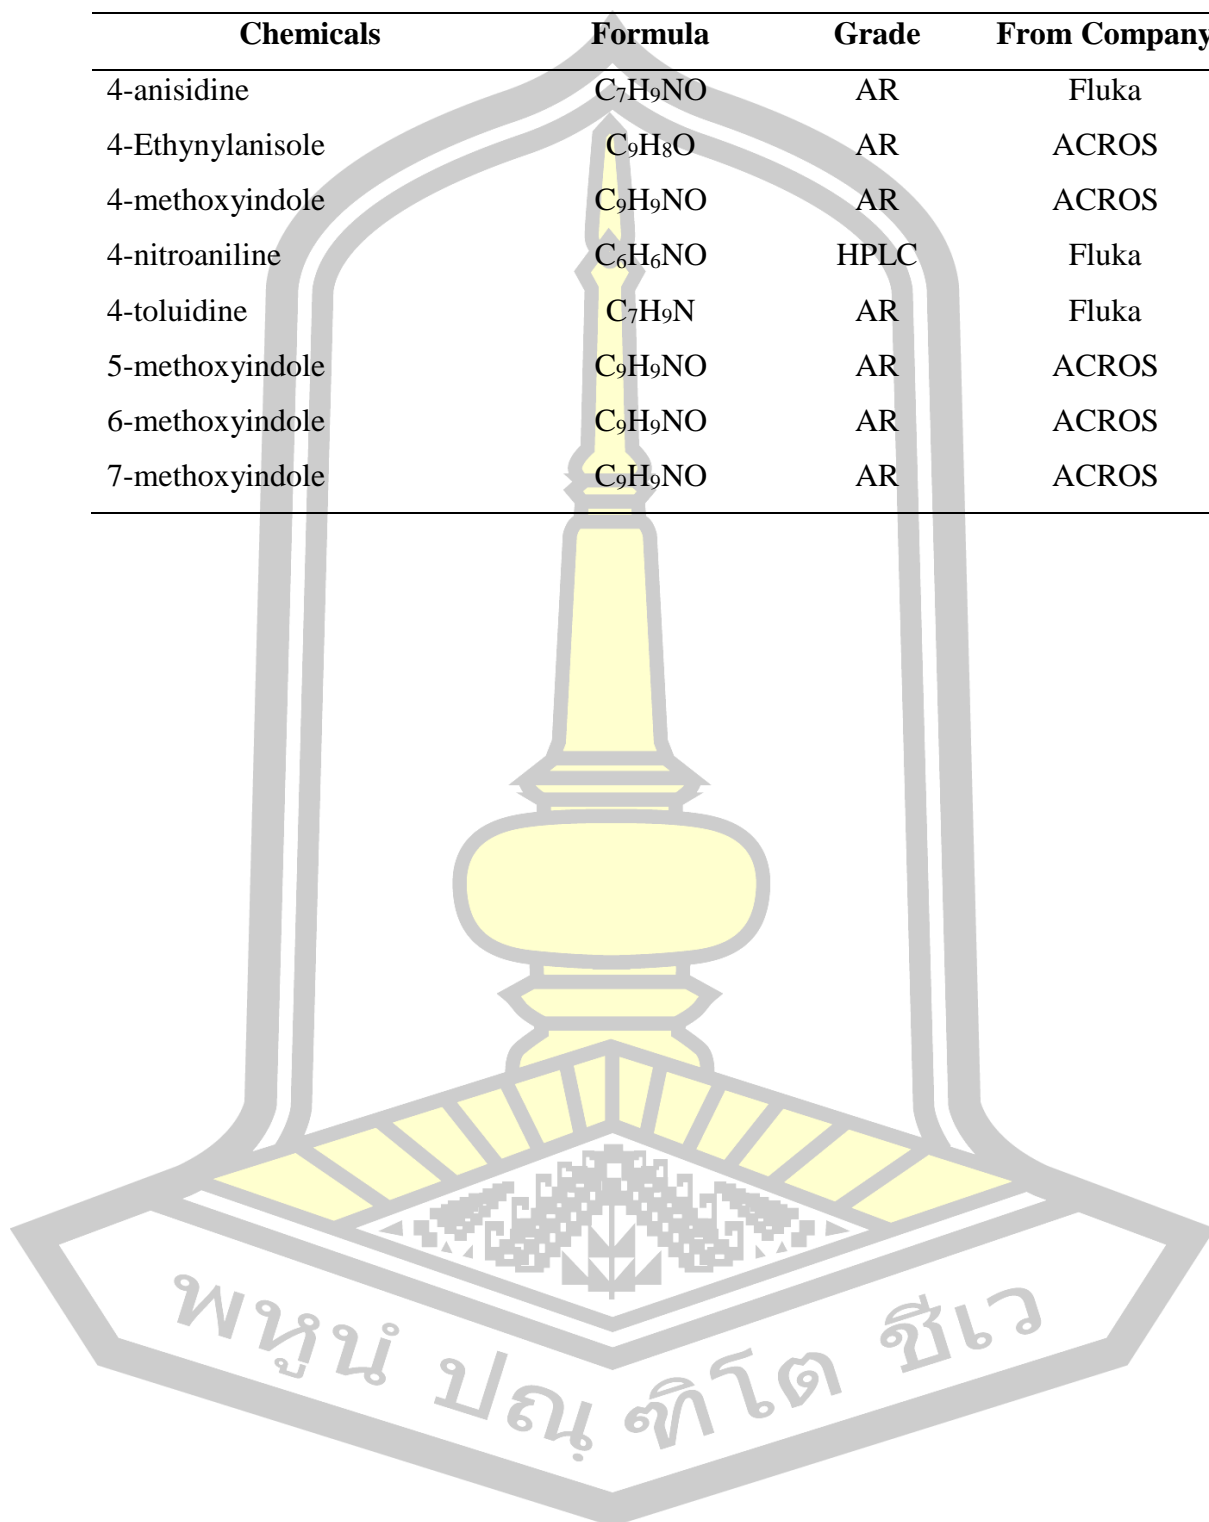 Chemicals Formula Grade From Company
4-anisidine C₇H₉NO AR Fluka
4-Ethynylanisole C₉H₈O AR ACROS
4-methoxyindole C₉H₉NO AR ACROS
4-nitroaniline C₆H₆NO HPLC Fluka
4-toluidine C₇H₉N AR Fluka
5-methoxyindole C₉H₉NO AR ACROS
6-methoxyindole C₉H₉NO AR ACROS
7-methoxyindole C₉H₉NO AR ACROS
พหูนํ ปณฺฑิโต ชีเว